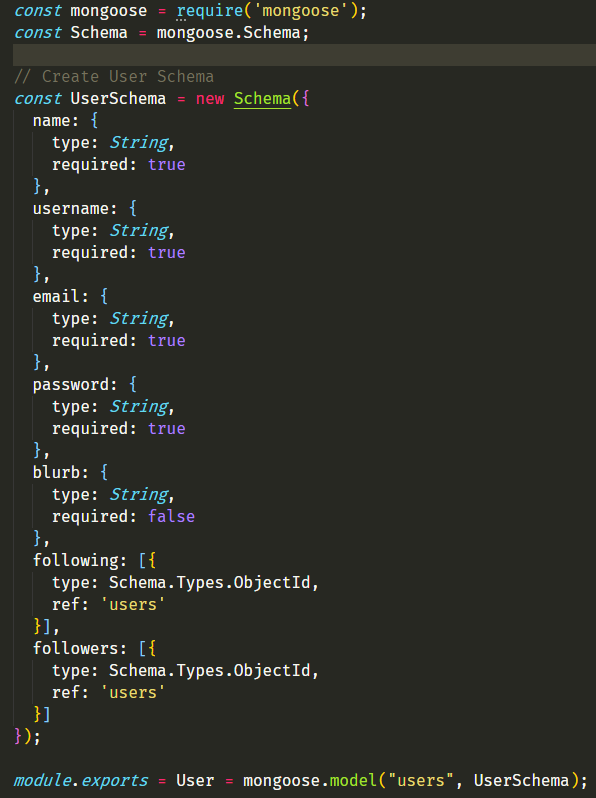 const mongoose = require('mongoose');
const Schema = mongoose.Schema;

// Create User Schema
const UserSchema = new Schema({
  name: {
    type: String,
    required: true
  },
  username: {
    type: String,
    required: true
  },
  email: {
    type: String,
    required: true
  },
  password: {
    type: String,
    required: true
  },
  blurb: {
    type: String,
    required: false
  },
  following: [{
    type: Schema.Types.ObjectId,
    ref: 'users'
  }],
  followers: [{
    type: Schema.Types.ObjectId,
    ref: 'users'
  }]
});

module.exports = User = mongoose.model("users", UserSchema);